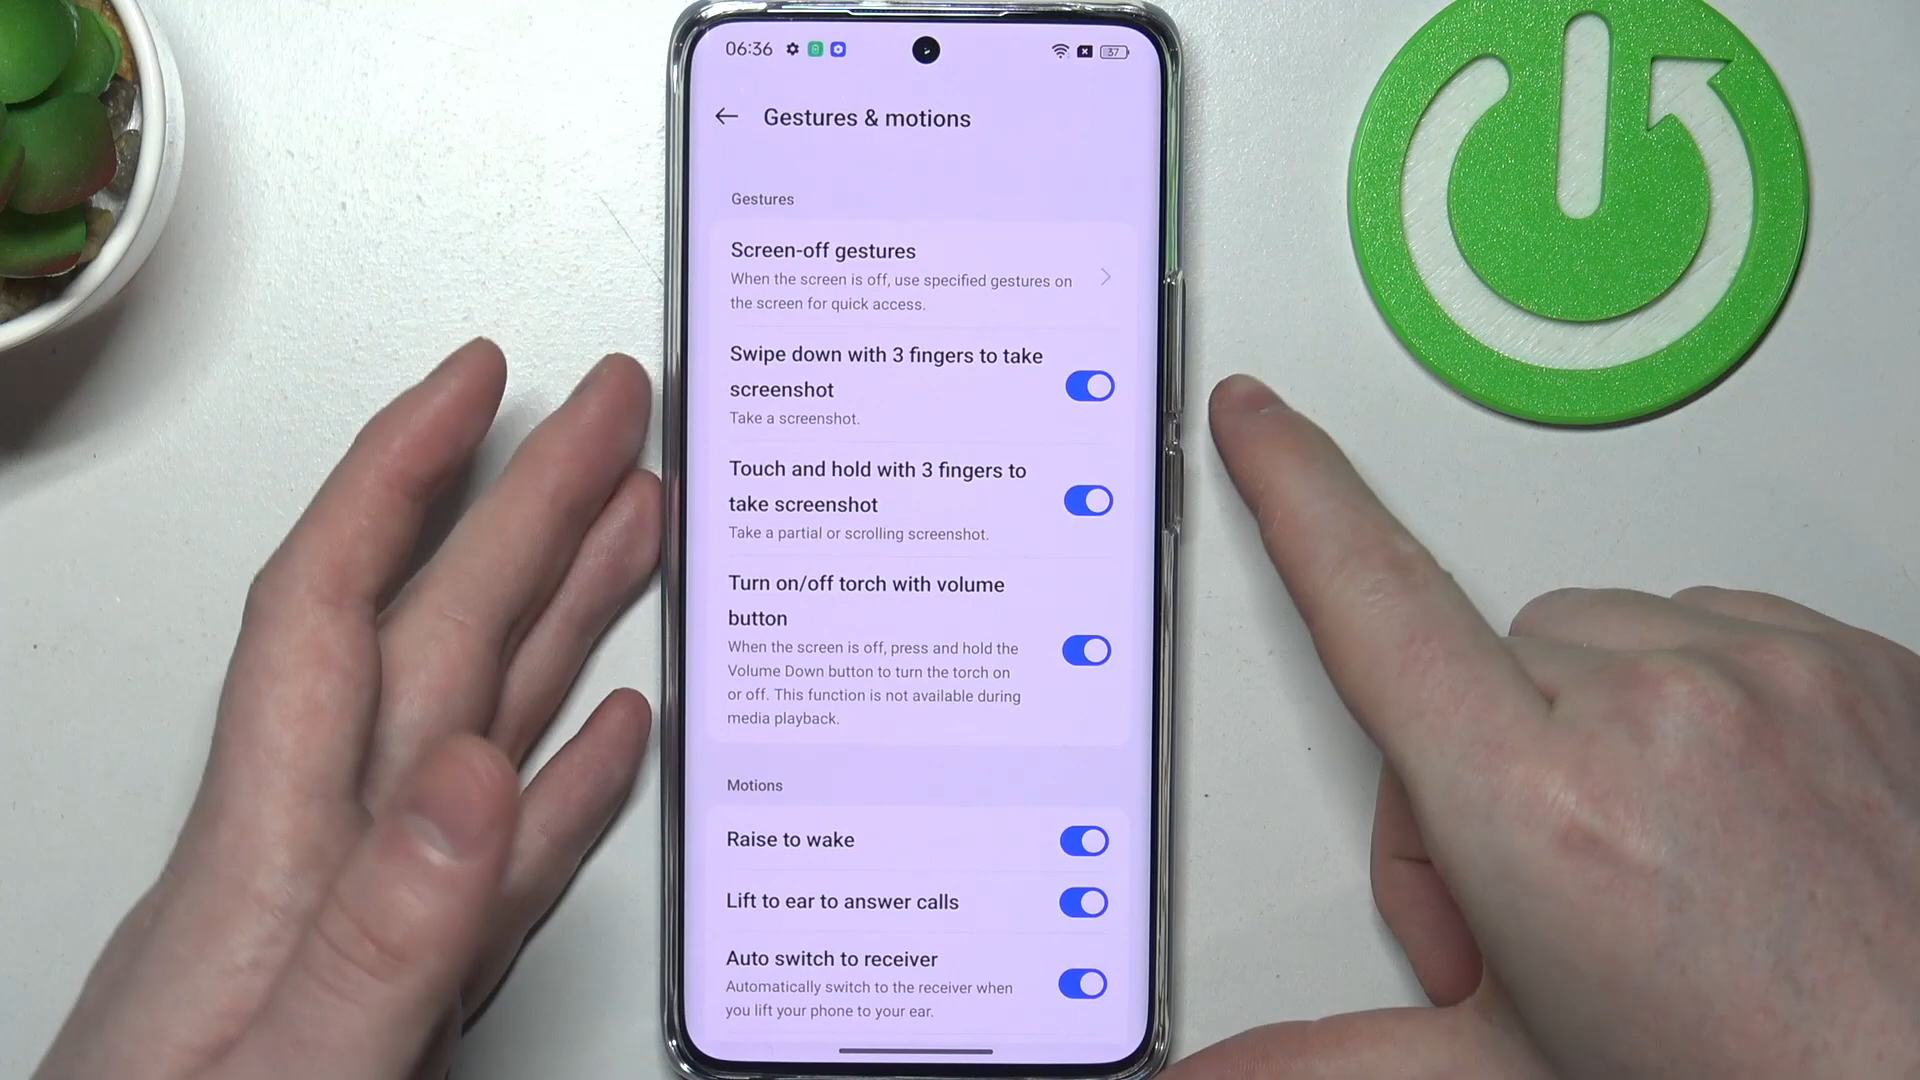 06:36
37
Gestures & motions
Gestures
Screen-off gestures
When the screen is off, use specified gestures on
the screen for quick access.
Swipe down with 3 fingers to take
screenshot
Take a screenshot.
Touch and hold with 3 fingers to
take screenshot
Take a partial or scrolling screenshot.
Turn on/off torch with volume
button
When the screen is off, press and hold the
Volume Down button to turn the torch on
or off. This function is not available during
media playback.
Motions
Raise to wake
Lift to ear to answer calls
Auto switch to receiver
Automatically switch to the receiver when
you lift your phone to your ear.